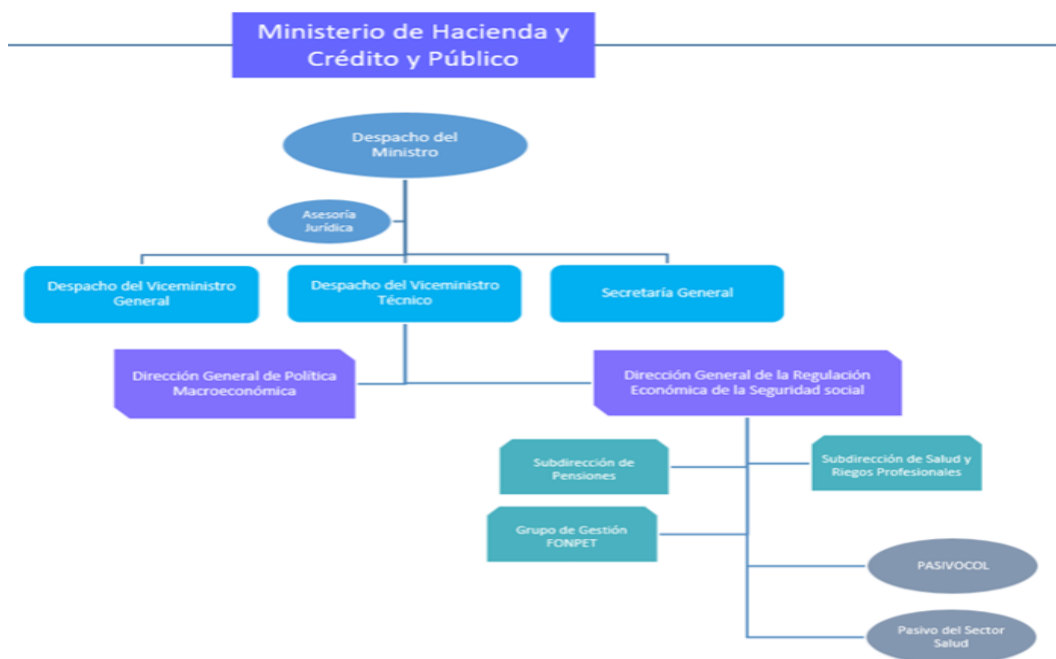 Ministerio de Hacienda y
Crédito y Público
Despacho del
Ministro
Asesoría
Jurídica
Despacho del Viceministro
General
Despacho del Viceministro
Técnico
Secretaría General
Dirección General de Política
Macroeconómica
Dirección General de la Regulación
Económica de la Seguridad social
Subdirección de
Pensiones
Subdirección de Salud y
Riegos Profesionales
Grupo de Gestión
FONPET
PASIVOCOL
Pasivo del Sector
Salud